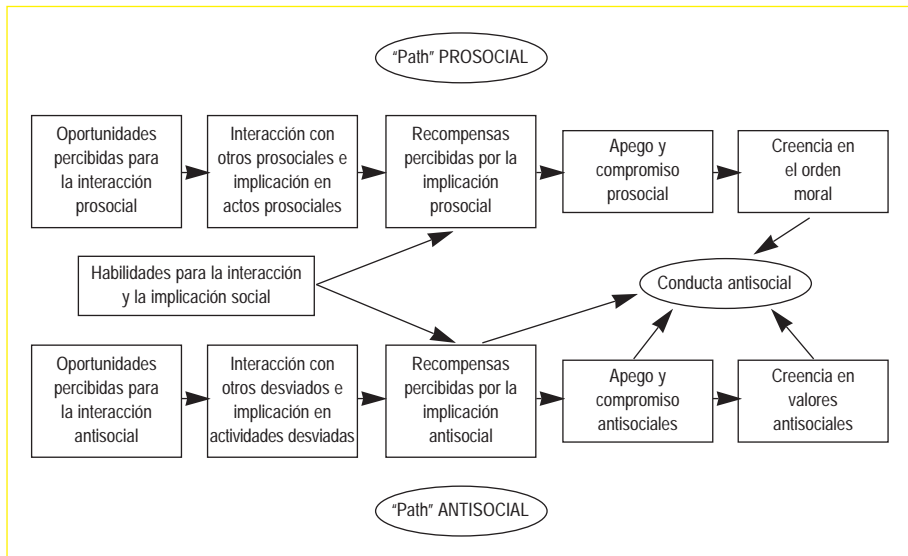 “Path” PROSOCIAL
Oportunidades
percibidas para
la interacción
prosocial
Interacción con
otros prosociales e
implicación en
actos prosociales
Recompensas
percibidas por la
implicación
prosocial
Apego y
compromiso
prosocial
Creencia en
el orden
moral
Habilidades para la interacción
y la implicación social
Conducta antisocial
Oportunidades
percibidas para
la interacción
antisocial
Interacción con
otros desviados e
implicación en
actividades desviadas
Recompensas
percibidas por la
implicación
antisocial
Apego y
compromiso
antisociales
Creencia en
valores
antisociales
“Path” ANTISOCIAL